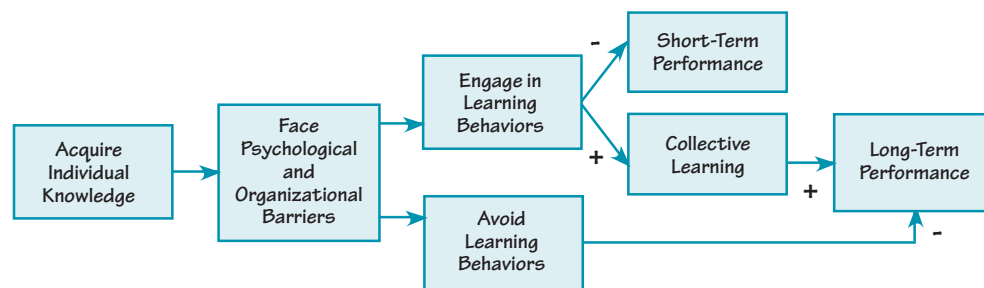 Acquire
Individual
Knowledge
Face
Psychological
and
Organizational
Barriers
Engage in
Learning
Behaviors
Avoid
Learning
Behaviors
-
Short-Term
Performance
+
Collective
Learning
+
Long-Term
Performance
-